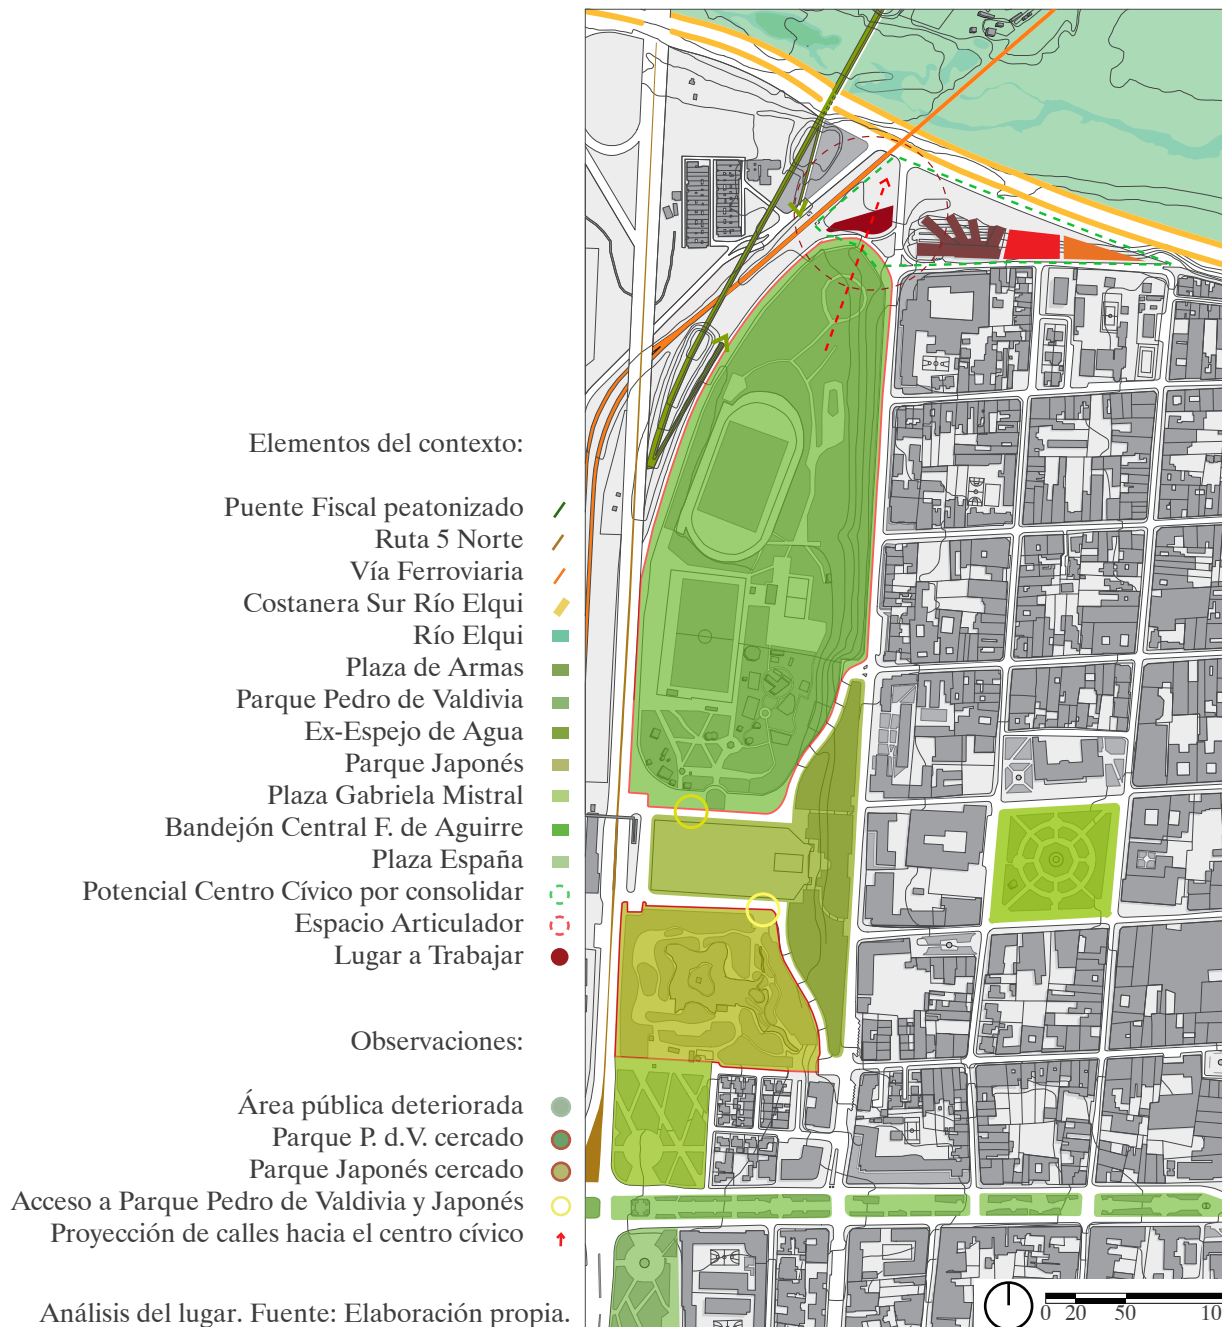 Elementos del contexto:
Puente Fiscal peatonizado
Ruta 5 Norte
Vía Ferroviaria
Costanera Sur Río Elqui
Río Elqui
Plaza de Armas
Parque Pedro de Valdivia
Ex-Espejo de Agua
Parque Japonés
Plaza Gabriela Mistral
Bandejón Central F. de Aguirre
Plaza España
Potencial Centro Cívico por consolidar
Espacio Articulador
Lugar a Trabajar
Observaciones:
Área pública deteriorada
Parque P. d.V. cercado
Parque Japonés cercado
Acceso a Parque Pedro de Valdivia y Japonés
Proyección de calles hacia el centro cívico
Análisis del lugar. Fuente: Elaboración propia.
0 20 50 10